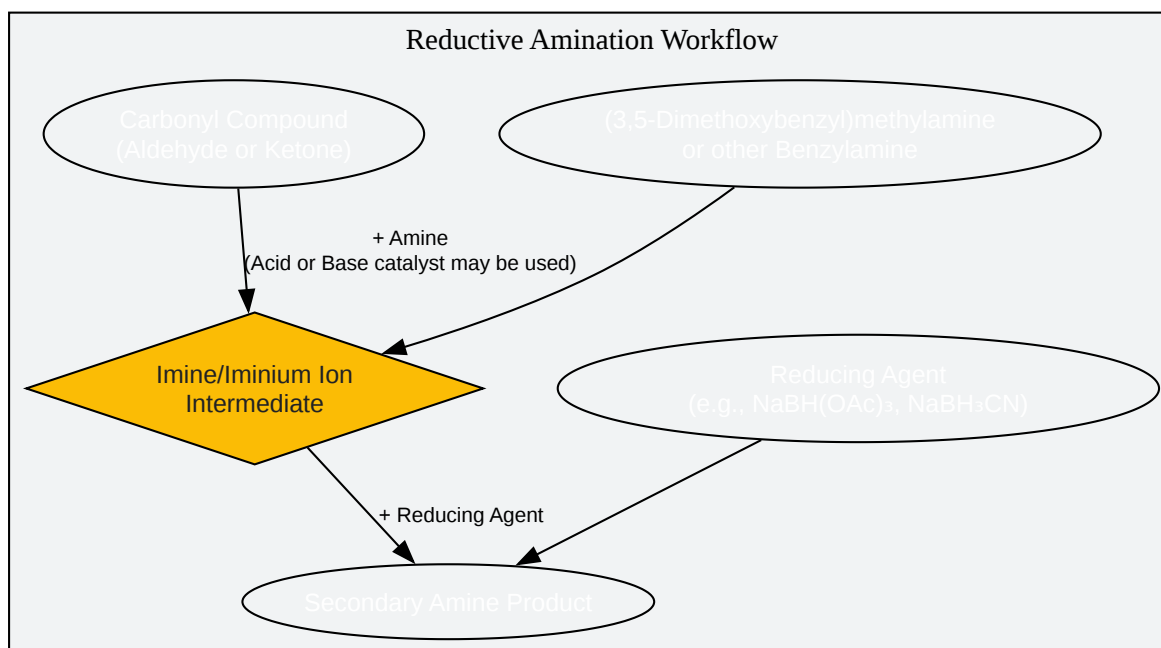 Reductive Amination Workflow
Carbonyl Compound
(Aldehyde or Ketone)
(3,5-Dimethoxybenzyl)methylamine
or other Benzylamine
+ Amine
(Acid or Base catalyst may be used)
Imine/Iminium Ion
Intermediate
Reducing Agent
(e.g., NaBH(OAc)₃, NaBH₃CN)
+ Reducing Agent
Secondary Amine Product